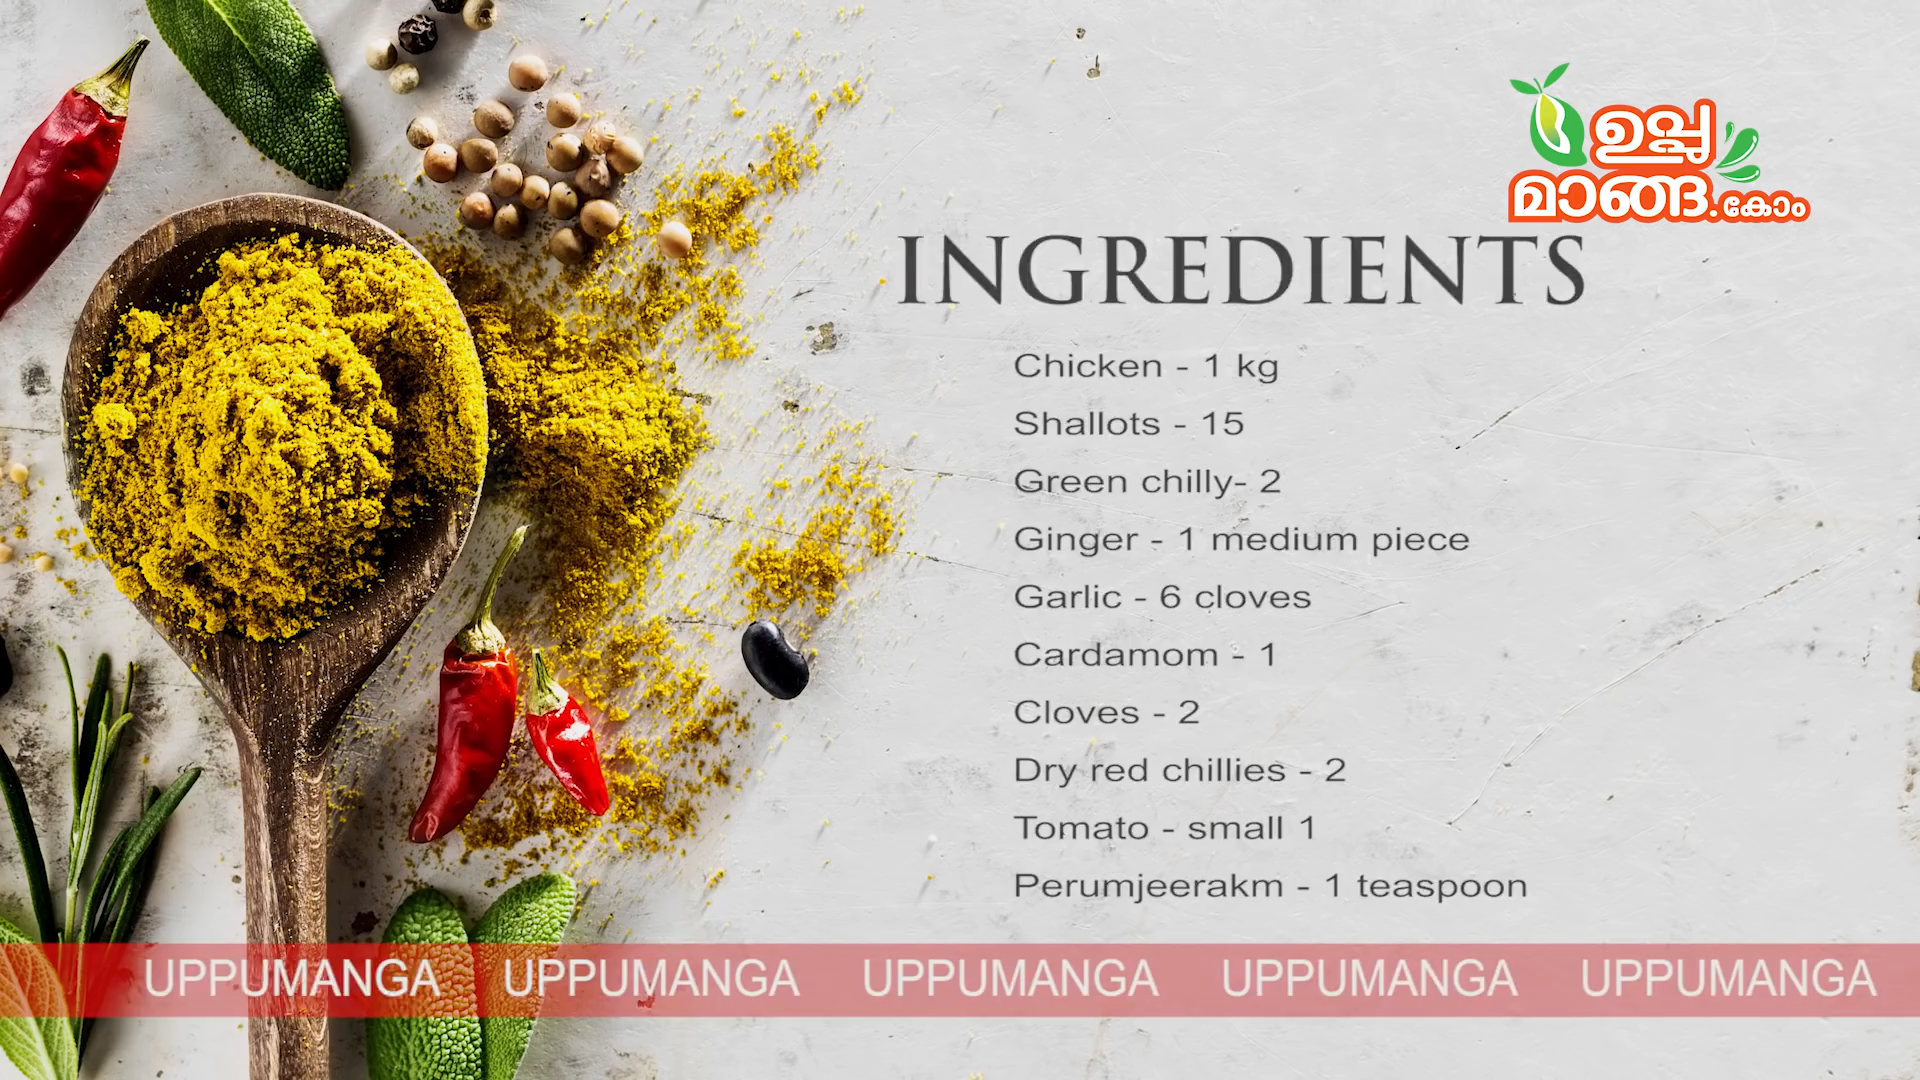 ഉപ്പു
മാങ്ങ.കോം
INGREDIENTS
Chicken - 1 kg
Shallots - 15
Green chilly- 2
Ginger - 1 medium piece
Garlic - 6 cloves
Cardamom - 1
Cloves - 2
Dry red chillies - 2
Tomato - small 1
Perumjeerakm - 1 teaspoon
UPPUMANGA UPPUMANGA UPPUMANGA UPPUMANGA UPPUMANGA